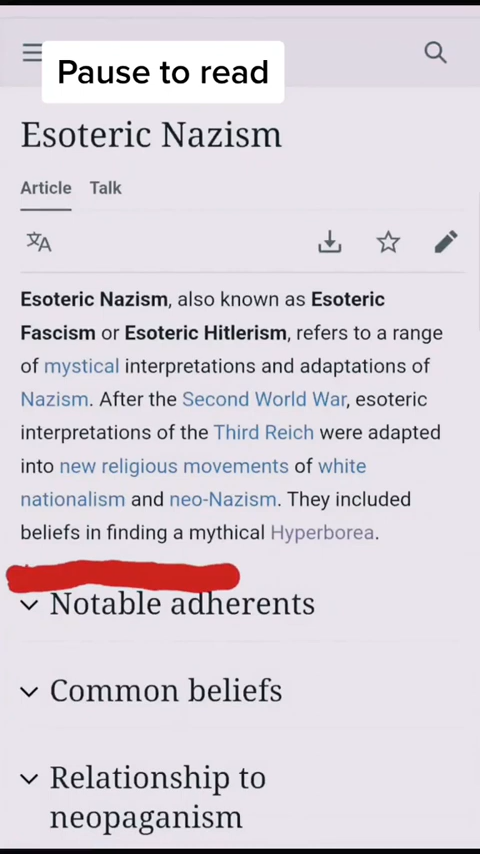 Pause to read
Esoteric Nazism
Article Talk
Esoteric Nazism, also known as Esoteric
Fascism or Esoteric Hitlerism, refers to a range
of mystical interpretations and adaptations of
Nazism. After the Second World War, esoteric
interpretations of the Third Reich were adapted
into new religious movements of white
nationalism and neo-Nazism. They included
beliefs in finding a mythical Hyperborea.
Notable adherents
Common beliefs
Relationship to
neopaganism